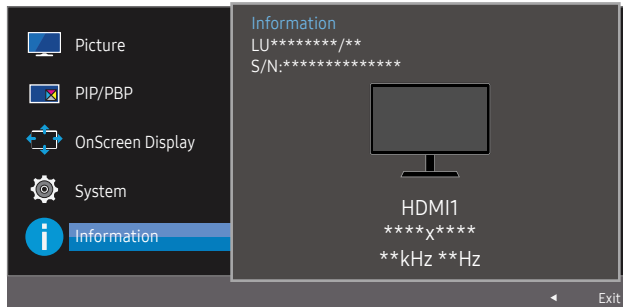 Picture
PIP/PBP
OnScreen Display
System
Information
Information
LU********/**
S/N:**************
HDMI1
****x****
**kHz **Hz
Exit